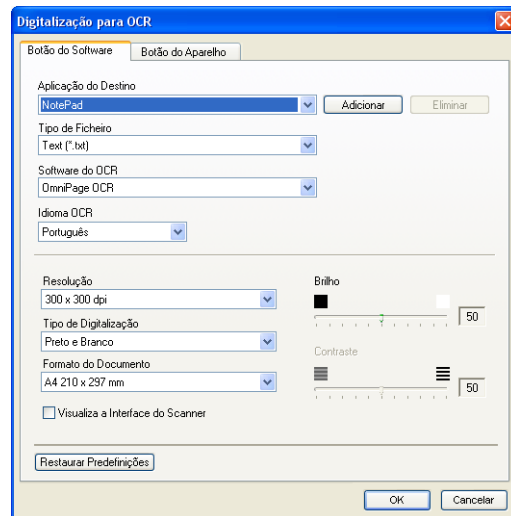 Digitalização para OCR
Botão do Software Botão do Aparelho
Aplicação do Destino
NotePad Adicionar Eliminar
Tipo de Ficheiro
Text (*.txt)
Software do OCR
OmniPage OCR
Idioma OCR
Português
Resolução Brilho
300 x 300 dpi
50
Tipo de Digitalização
Preto e Branco
Contraste
Formato do Documento
A4 210 x 297 mm
50
Visualiza a Interface do Scanner
Restaurar Predefinições
OK Cancelar